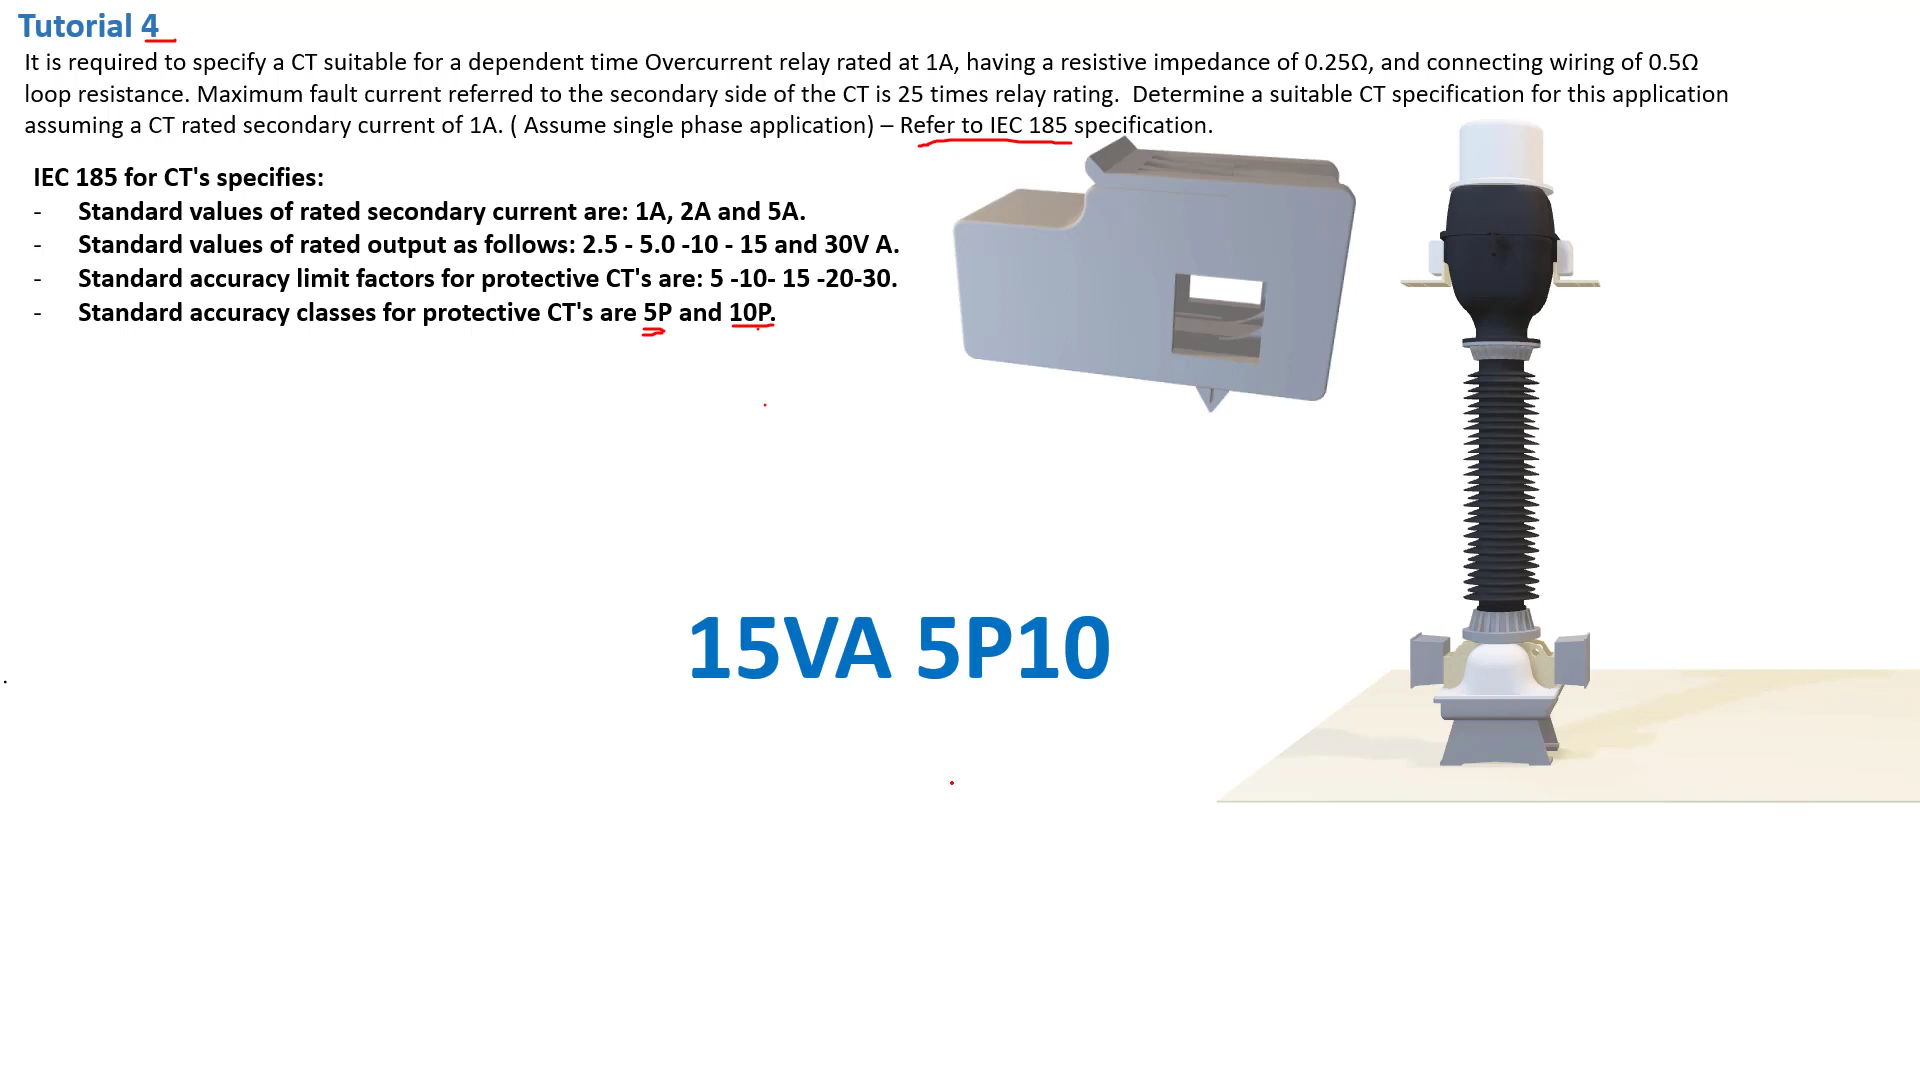 Tutorial 4
It is required to specify a CT suitable for a dependent time Overcurrent relay rated at 1A, having a resistive impedance of 0.25Ω, and connecting wiring of 0.5Ω
loop resistance. Maximum fault current referred to the secondary side of the CT is 25 times relay rating.  Determine a suitable CT specification for this application
assuming a CT rated secondary current of 1A. ( Assume single phase application) – Refer to IEC 185 specification.
IEC 185 for CT's specifies:
- Standard values of rated secondary current are: 1A, 2A and 5A.
- Standard values of rated output as follows: 2.5 - 5.0 -10 - 15 and 30V A.
- Standard accuracy limit factors for protective CT's are: 5 -10- 15 -20-30.
- Standard accuracy classes for protective CT's are 5P and 10P.
15VA 5P10